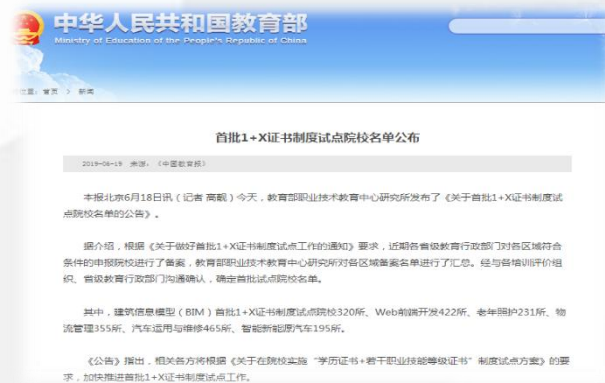 中华人民共和国教育部
Ministry of Education of the People's Republic of China
位置：首页 > 新闻
首批1+X证书制度试点院校名单公布
2019-06-19 来源：《中国教育报》
本报北京6月18日讯（记者 高靓）今天，教育部职业技术教育中心研究所发布了《关于首批1+X证书制度试
点院校名单的公告》。
据介绍，根据《关于做好首批1+X证书制度试点工作的通知》要求，近期各省级教育行政部门对各区域符合
条件的申报院校进行了备案，教育部职业技术教育中心研究所对各区域备案名单进行了汇总。经与各培训评价组
织、省级教育行政部门沟通确认，确定首批试点院校名单。
其中，建筑信息模型（BIM）首批1+X证书制度试点院校320所、Web前端开发422所、老年照护231所、物
流管理355所、汽车运用与维修465所、智能新能源汽车195所。
《公告》指出，相关各方将根据《关于在院校实施“学历证书+若干职业技能等级证书”制度试点方案》的要
求，加快推进首批1+X证书制度试点工作。